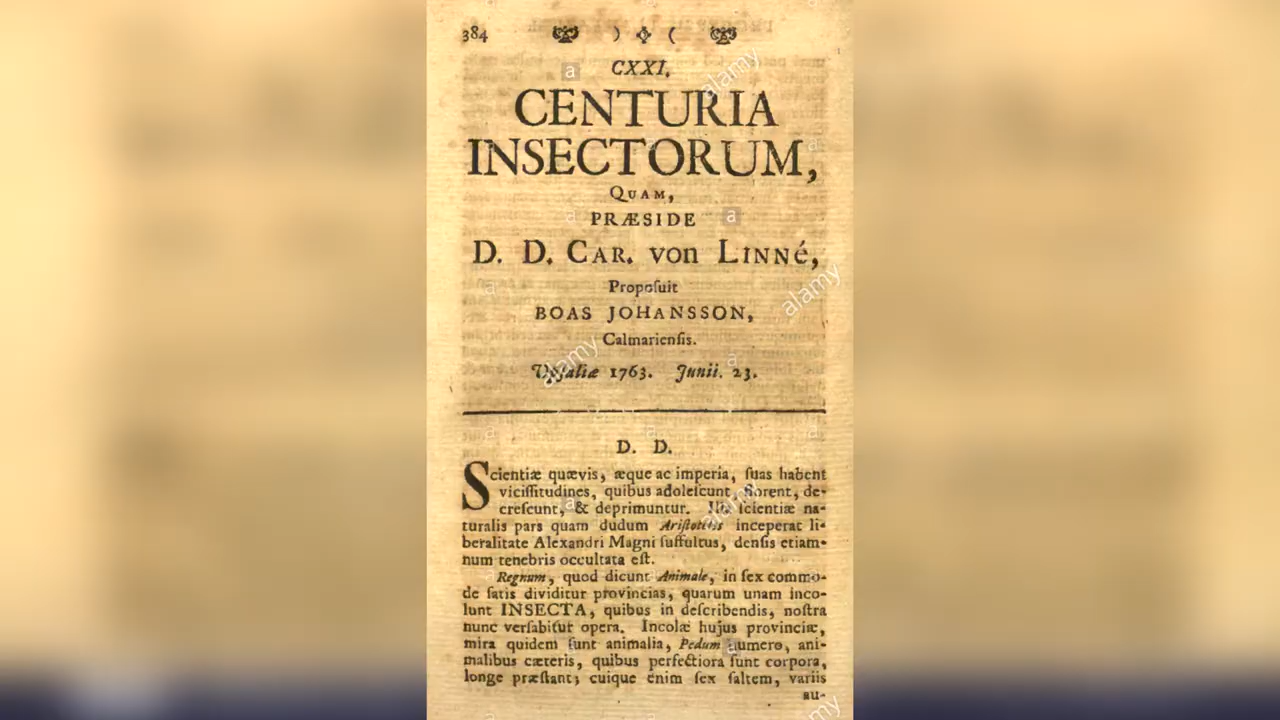 384 ) (
CXXI.
CENTURIA
INSECTORUM,
QUAM,
PRÆSIDE
D. D. CAR. von LINNé,
Propoſuit
BOAS JOHANSSON,
Calmarienſis.
Upſaliæ 1763. Junii. 23.
D. D.
Scientiæ quævis, æque ac imperia, ſuas habent
viciſſitudines, quibus adoleſcunt, florent, de-
creſcunt, & deprimuntur. ſcientiæ na-
turalis pars quam dudum Ariſtoteles inceperat li-
beralitate Alexandri Magni ſuffultus, denſis etiam-
num tenebris occultata eſt.
Regnum, quod dicunt Animale, in ſex commo-
de ſatis dividitur provincias, quarum unam inco-
lunt INSECTA, quibus in deſcribendis, noſtra
nunc verſabitur opera. Incolæ hujus provinciæ,
mira quidem ſunt animalia, Pedum numero, ani-
malibus cæteris, quibus perfectiora ſunt corpora,
longe præſtant; cuique enim ſex ſaltem, variis
au-
alamy
alamy
alamy
alamy
alamy
a
a